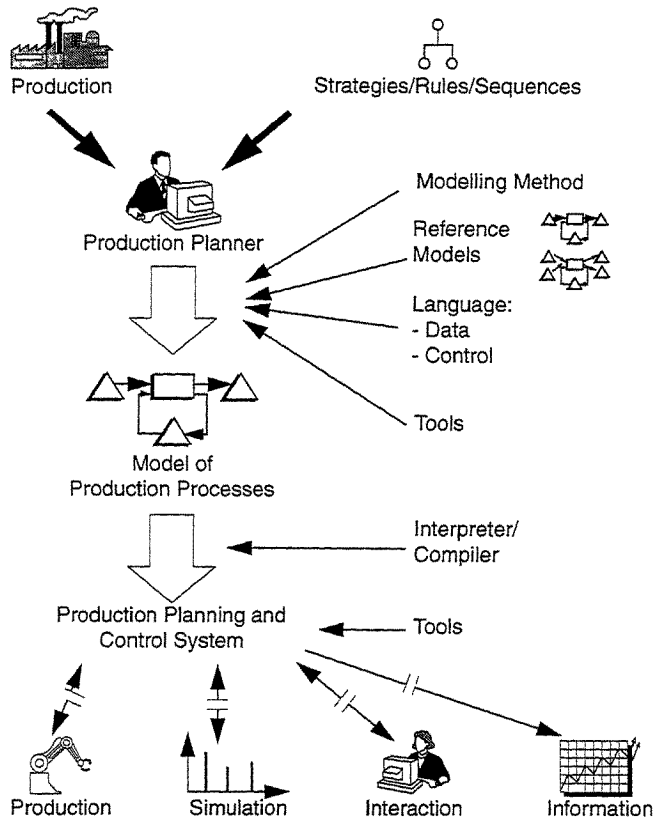 Production
Strategies/Rules/Sequences
Production Planner
Modelling Method
Reference
Models
Language:
- Data
- Control
Tools
Model of
Production Processes
Interpreter/
Compiler
Production Planning and
Control System
Tools
Production
Simulation
Interaction
Information